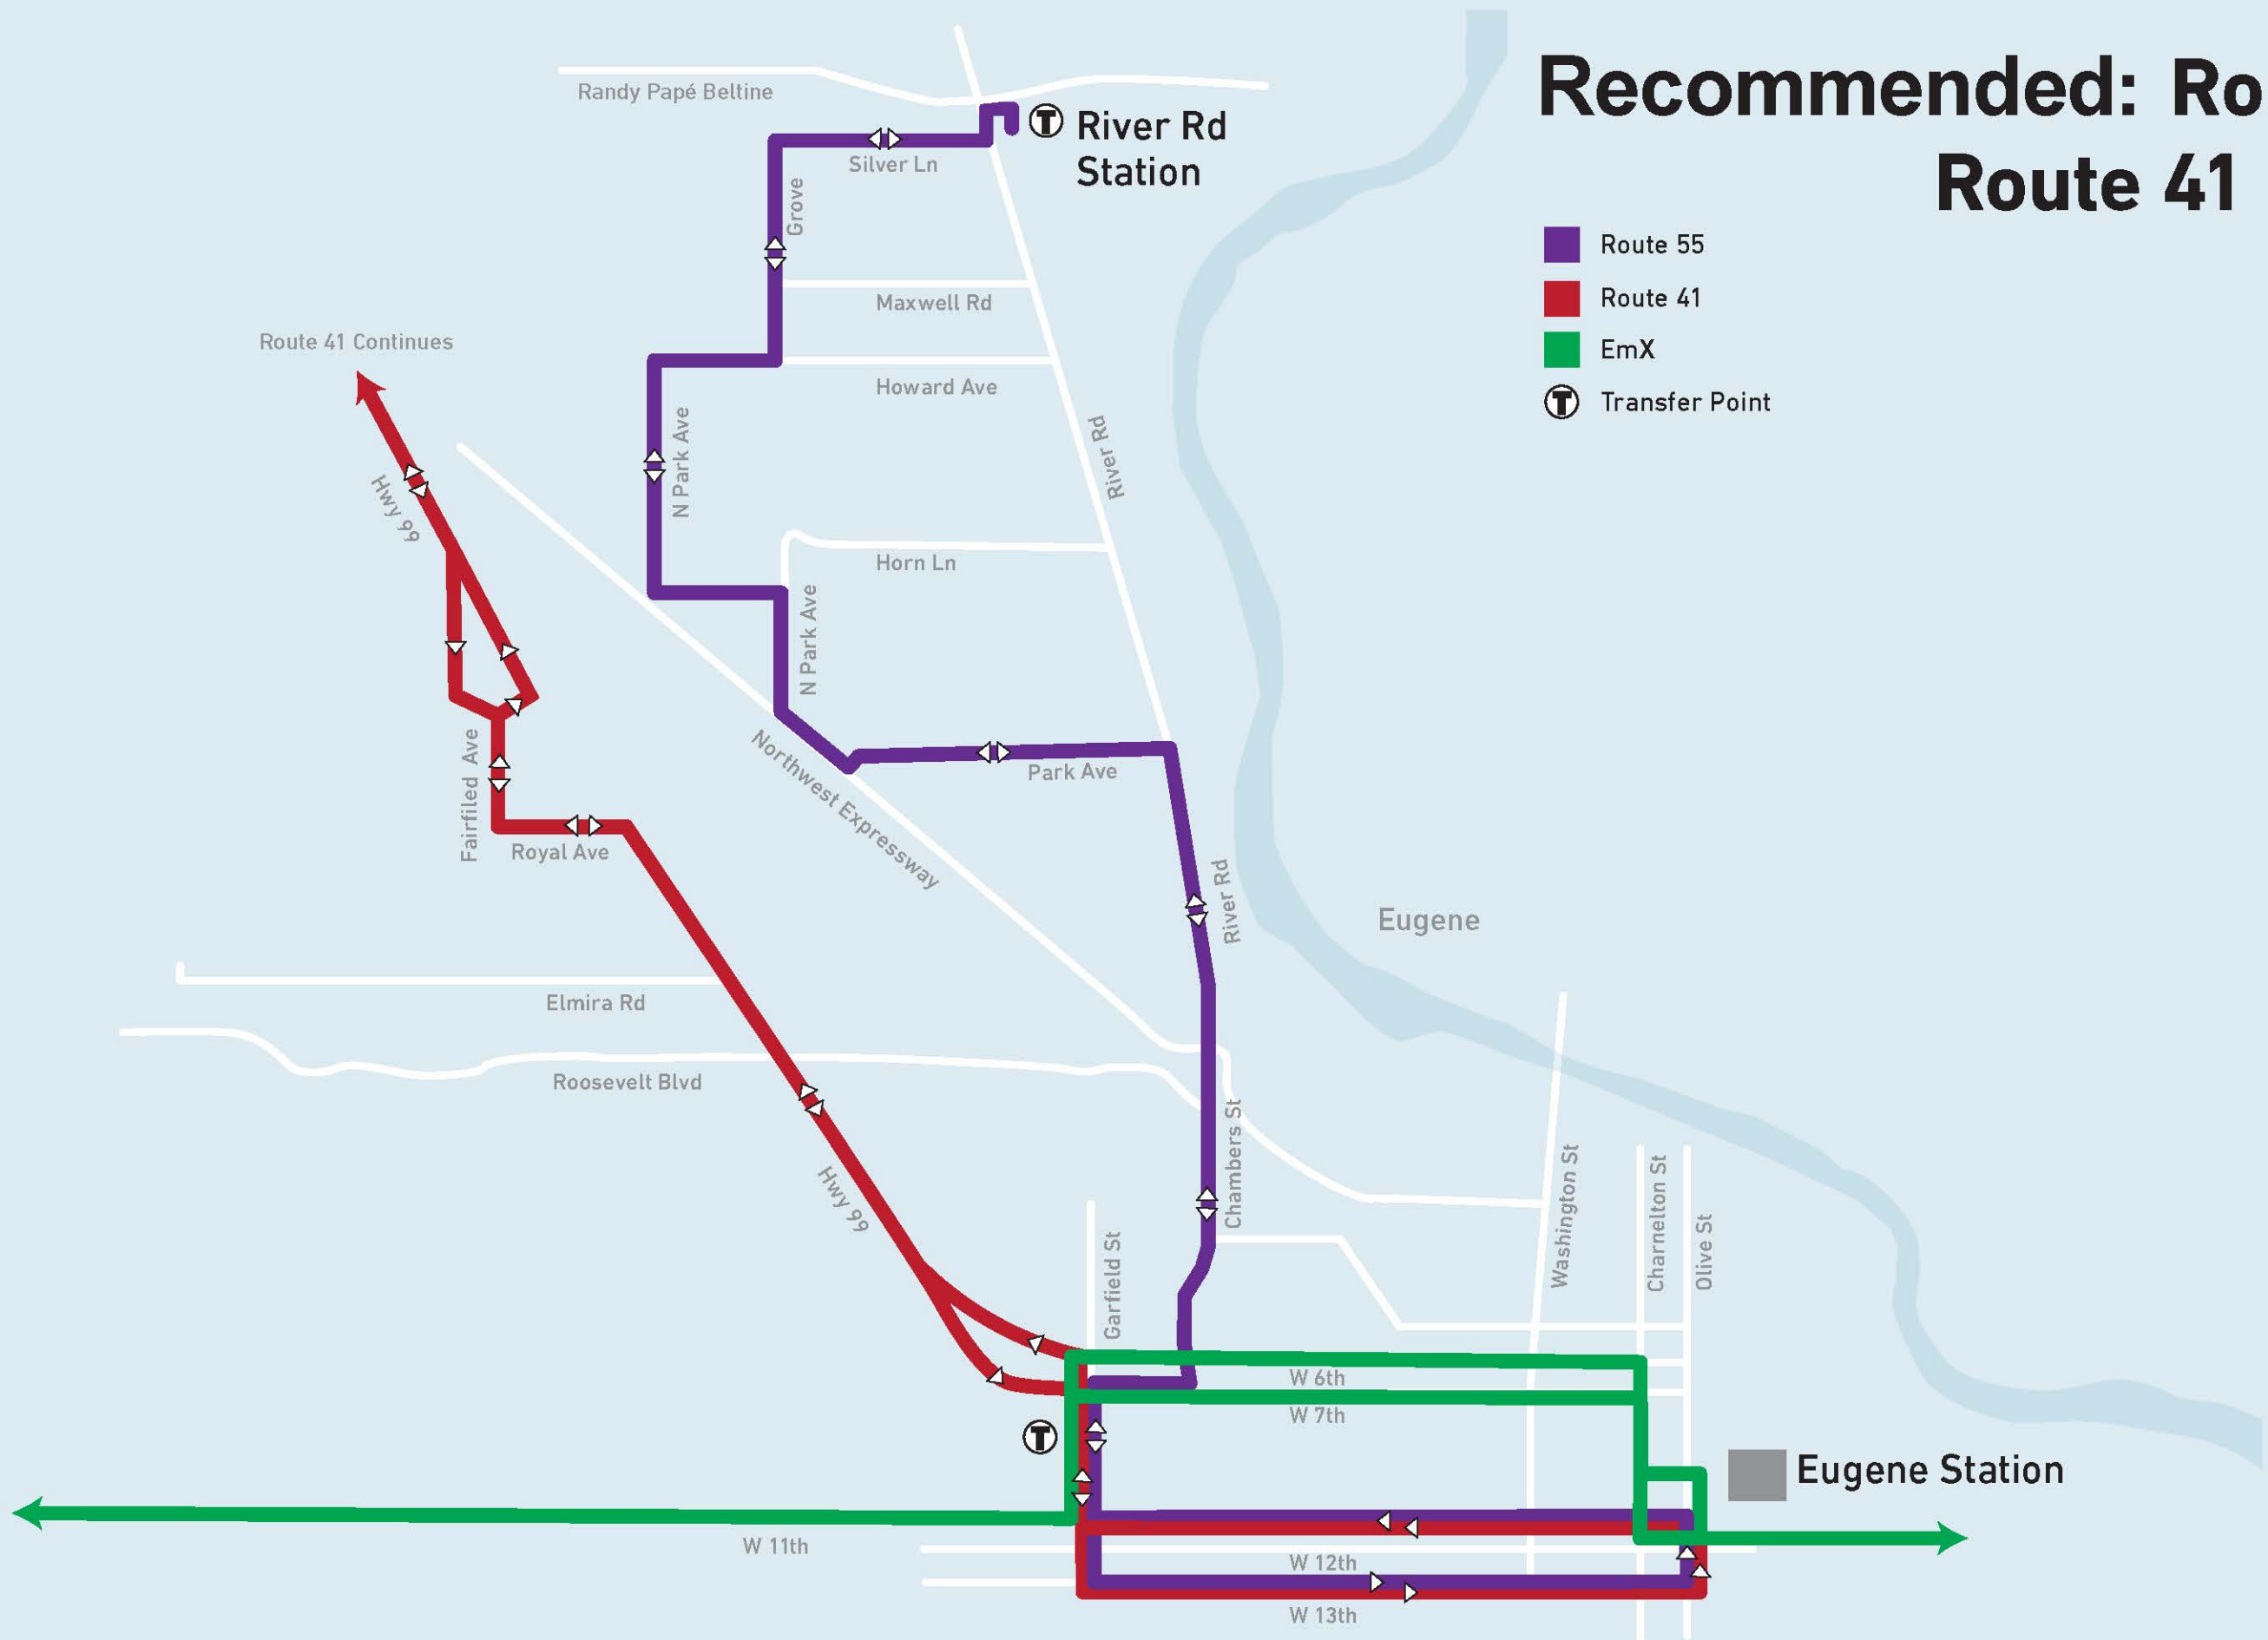 Recommended: Ro
Route 41
Route 55
Route 41
EmX
Transfer Point
T
Randy Papé Beltine
T
River Rd
Station
Silver Ln
Grove
Maxwell Rd
Route 41 Continues
Howard Ave
N Park Ave
River Rd
Hwy 99
Horn Ln
N Park Ave
Northwest Expressway
Park Ave
Fairfiled Ave
Royal Ave
River Rd
Eugene
Elmira Rd
Roosevelt Blvd
Chambers St
Hwy 99
Garfield St
Washington St
Charnelton St
Olive St
W 6th
W 7th
T
Eugene Station
W 11th
W 12th
W 13th